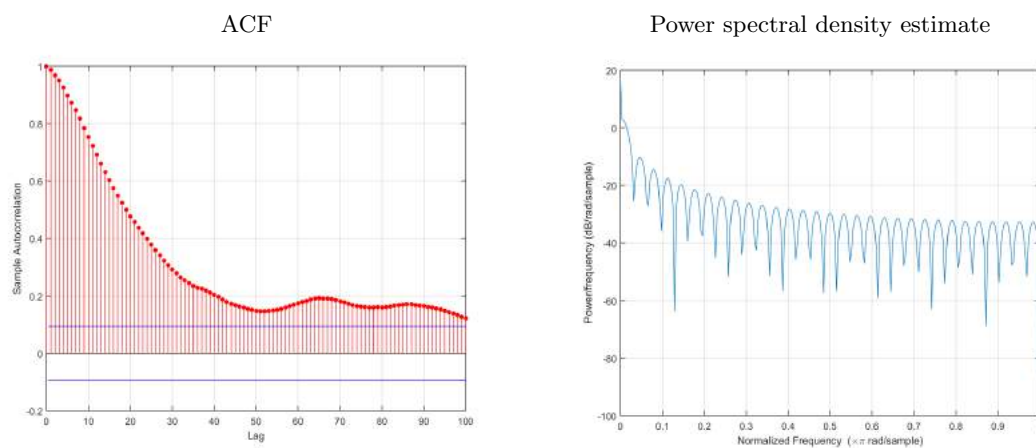 ACF
Power spectral density estimate
1
0.8
0.6
0.4
0.2
0
-0.2
Sample Autocorrelation
0 10 20 30 40 50 60 70 80 90 100
Lag
20
0
-20
-40
-60
-80
-100
Power/frequency (dB/rad/sample)
0 0.1 0.2 0.3 0.4 0.5 0.6 0.7 0.8 0.9
Normalized Frequency (×π rad/sample)